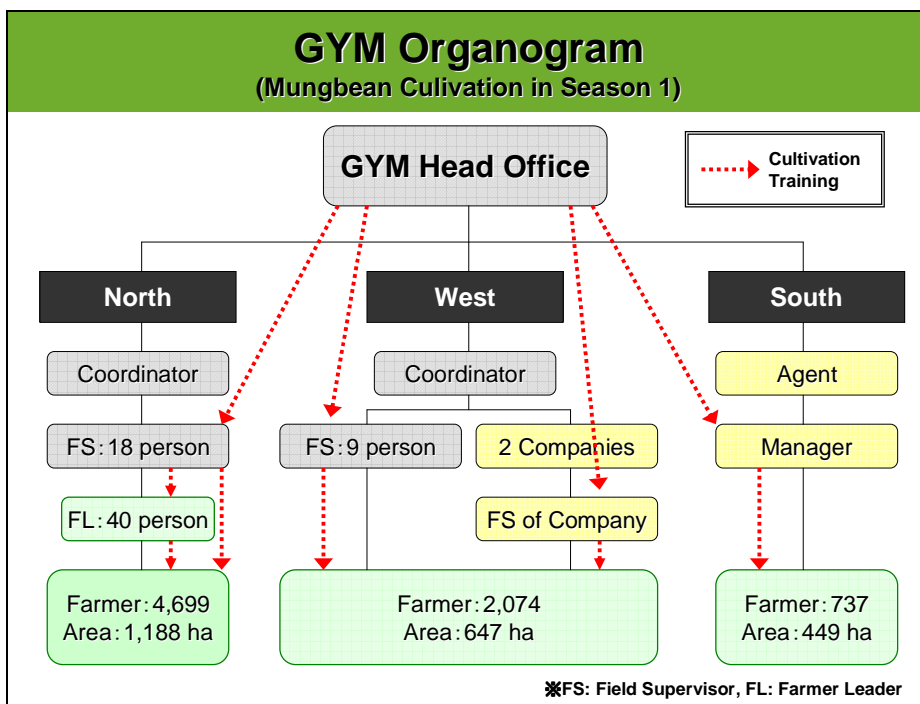 GYM Organogram
(Mungbean Culivation in Season 1)
GYM Head Office
Cultivation
Training
North
West
South
Coordinator
Coordinator
Agent
FS：18 person
FS：9 person
2 Companies
Manager
FL：40 person
FS of Company
Farmer：4,699
Area：1,188 ha
Farmer：2,074
Area：647 ha
Farmer：737
Area：449 ha
※FS: Field Supervisor, FL: Farmer Leader